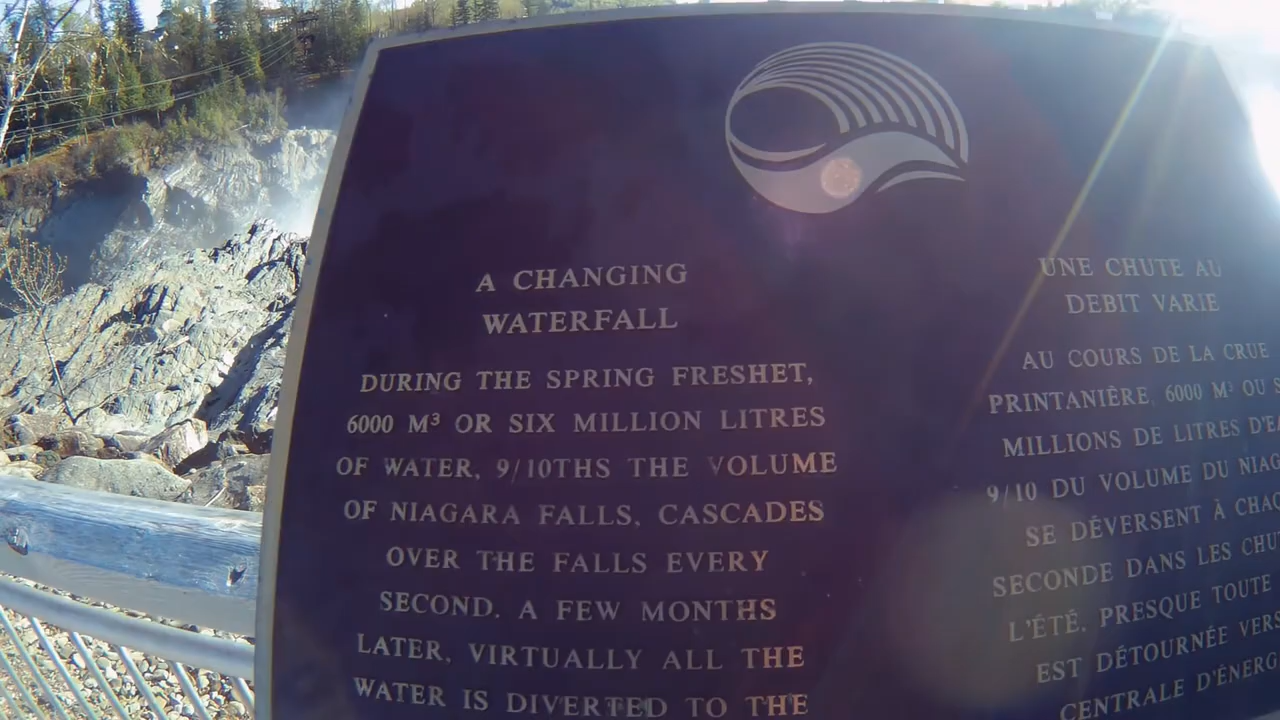 A CHANGING
WATERFALL
DURING THE SPRING FRESHET,
6000 M³ OR SIX MILLION LITRES
OF WATER, 9/10THS THE VOLUME
OF NIAGARA FALLS, CASCADES
OVER THE FALLS EVERY
SECOND. A FEW MONTHS
LATER, VIRTUALLY ALL THE
WATER IS DIVERTED TO THE
UNE CHUTE AU
DEBIT VARIE
AU COURS DE LA CRUE
PRINTANIÈRE, 6000 M³ OU
MILLIONS DE LITRES
9/10 DU VOLUME DU
SE DÉVERSENT À
SECONDE DANS LES
L'ÉTÉ, PRESQUE TOUTE
EST DÉTOURNÉE
CENTRALE